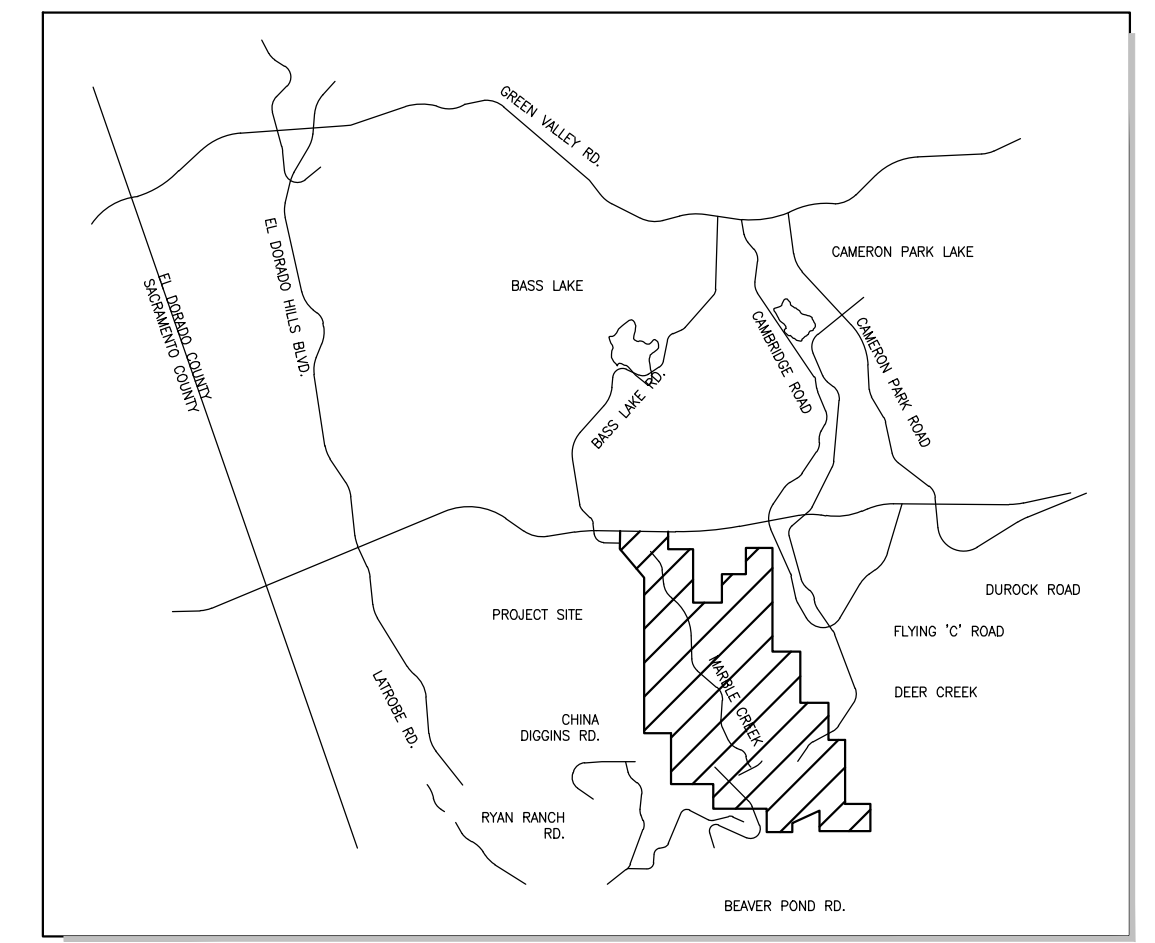 GREEN VALLEY RD.
EL DORADO HILLS BLVD.
CAMERON PARK LAKE
EL DORADO COUNTY
SACRAMENTO COUNTY
BASS LAKE
CAMBRIDGE ROAD
CAMERON PARK ROAD
BASS LAKE RD.
DUROCK ROAD
PROJECT SITE
FLYING 'C' ROAD
MARBLE CREEK
DEER CREEK
LATROBE RD.
CHINA
DIGGINS RD.
RYAN RANCH
RD.
BEAVER POND RD.